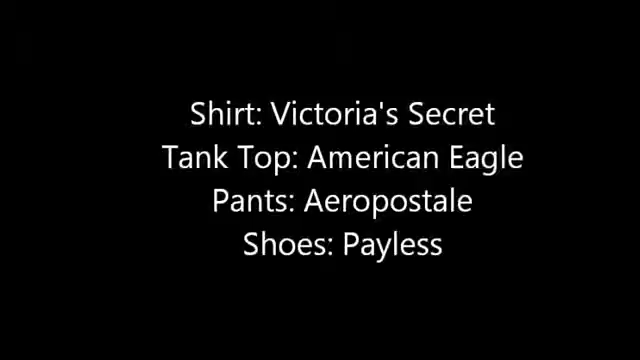 Shirt: Victoria's Secret
Tank Top: American Eagle
Pants: Aeropostale
Shoes: Payless